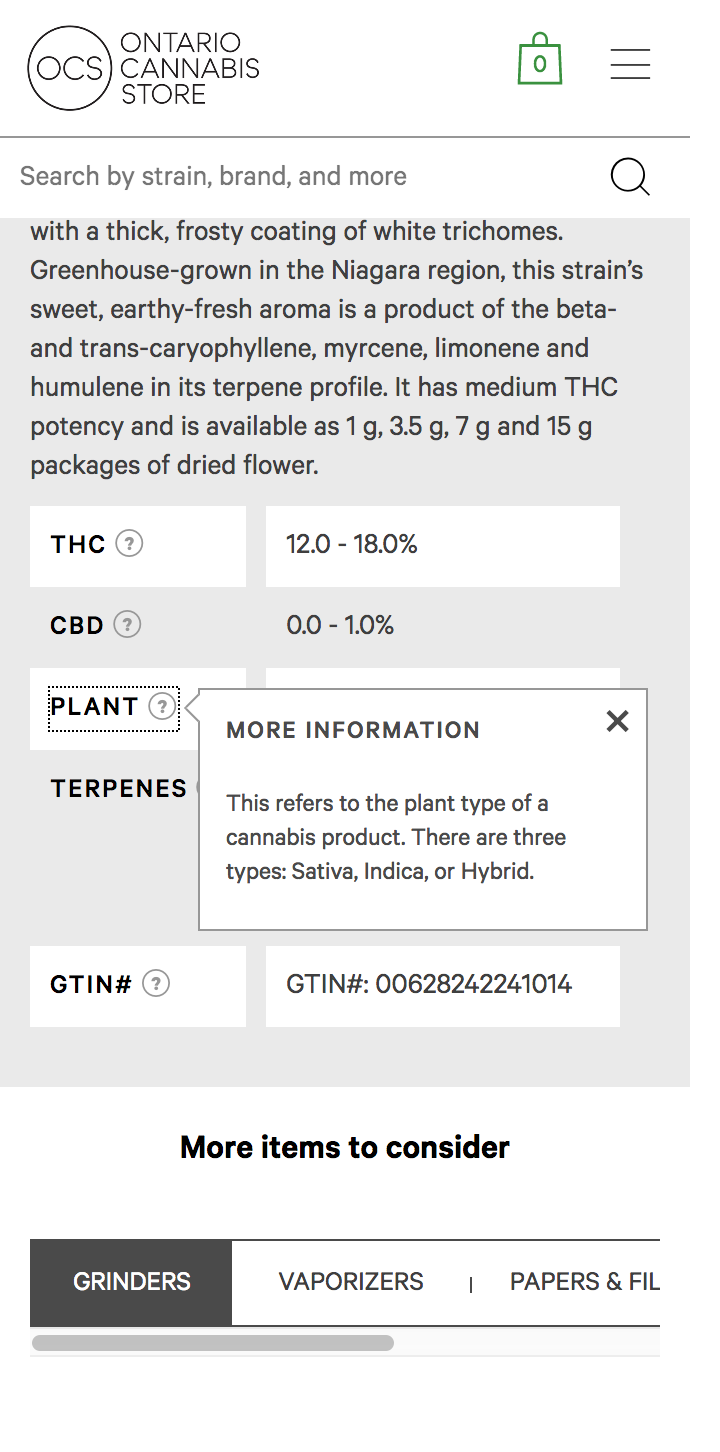 OCS
ONTARIO
CANNABIS
STORE
0
Search by strain, brand, and more
with a thick, frosty coating of white trichomes.
Greenhouse-grown in the Niagara region, this strain’s
sweet, earthy-fresh aroma is a product of the beta-
and trans-caryophyllene, myrcene, limonene and
humulene in its terpene profile. It has medium THC
potency and is available as 1 g, 3.5 g, 7 g and 15 g
packages of dried flower.
THC ? 12.0 - 18.0%
CBD ? 0.0 - 1.0%
PLANT ?
MORE INFORMATION
This refers to the plant type of a
cannabis product. There are three
types: Sativa, Indica, or Hybrid.
TERPENES
GTIN# ? GTIN#: 00628242241014
More items to consider
GRINDERS VAPORIZERS | PAPERS & FIL